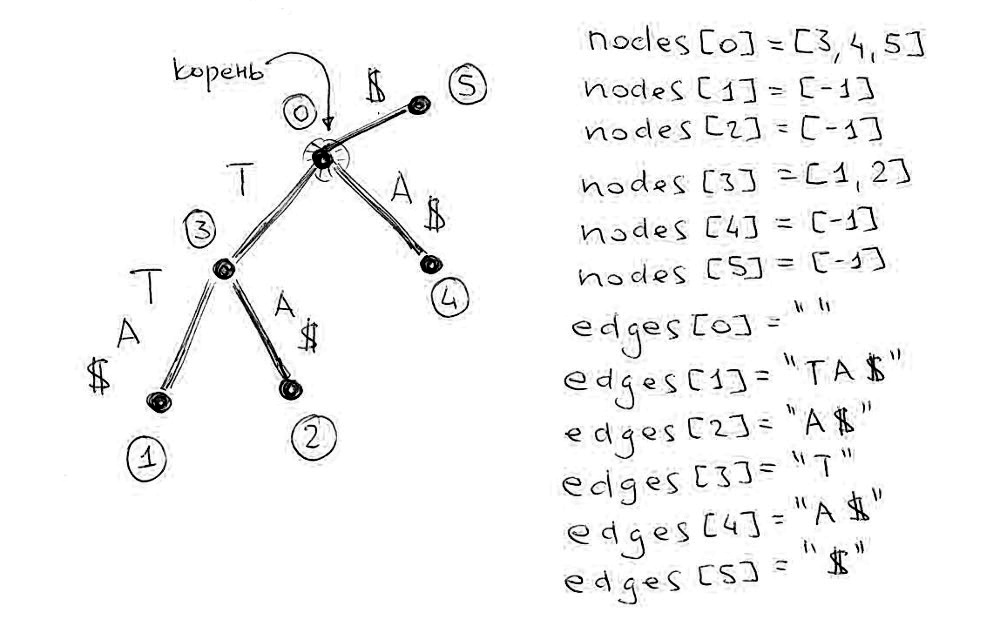 корень
0
$
5
T
A
$
3
4
T
A
$
A
$
1
2
nodes[0]=[3,4,5]
nodes[1]=[-1]
nodes[2]=[-1]
nodes[3]=[1,2]
nodes[4]=[-1]
nodes[5]=[-1]
edges[0]=" "
edges[1]="TA$"
edges[2]="A$"
edges[3]="T"
edges[4]="A$"
edges[5]="$"